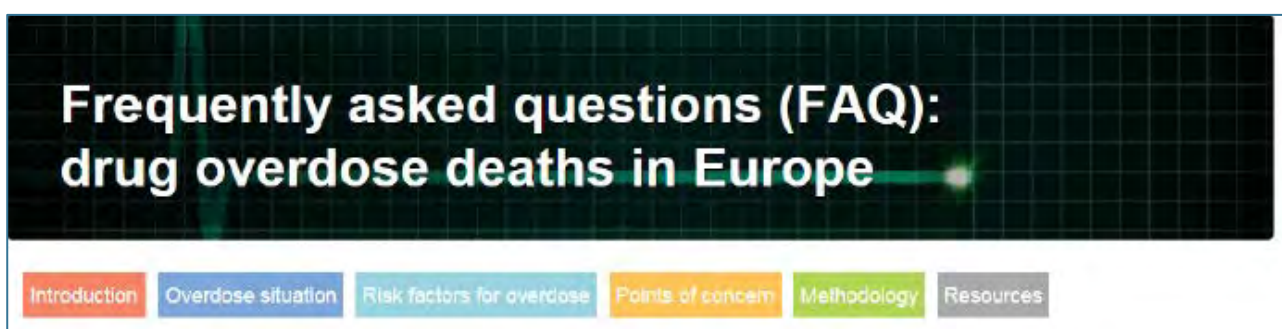 Frequently asked questions (FAQ):
drug overdose deaths in Europe
Introduction Overdose situation Risk factors for overdose Points of concern Methodology Resources